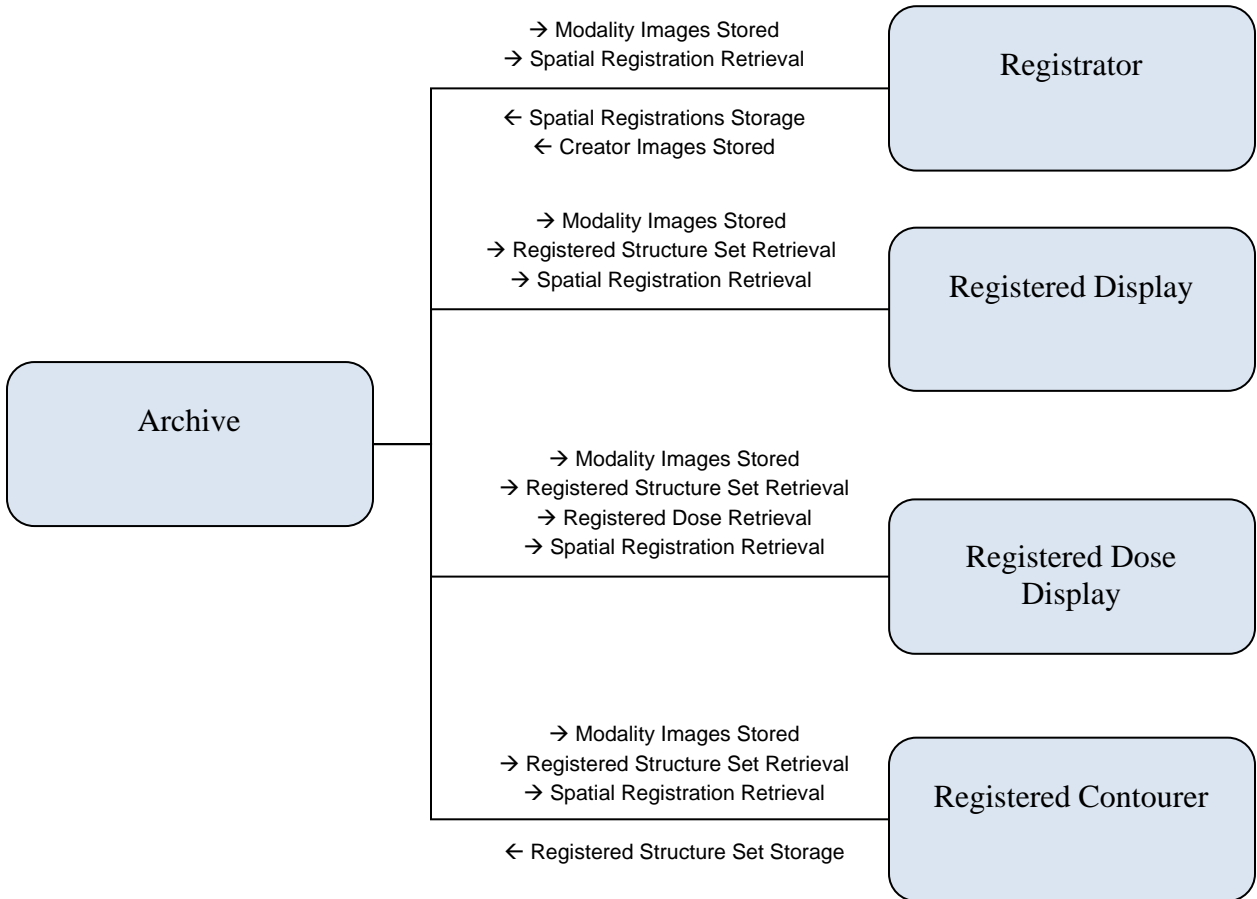 → Modality Images Stored
→ Spatial Registration Retrieval
Registrator
← Spatial Registrations Storage
← Creator Images Stored
→ Modality Images Stored
→ Registered Structure Set Retrieval
→ Spatial Registration Retrieval
Registered Display
Archive
→ Modality Images Stored
→ Registered Structure Set Retrieval
→ Registered Dose Retrieval
→ Spatial Registration Retrieval
Registered Dose
Display
→ Modality Images Stored
→ Registered Structure Set Retrieval
→ Spatial Registration Retrieval
Registered Contourer
← Registered Structure Set Storage